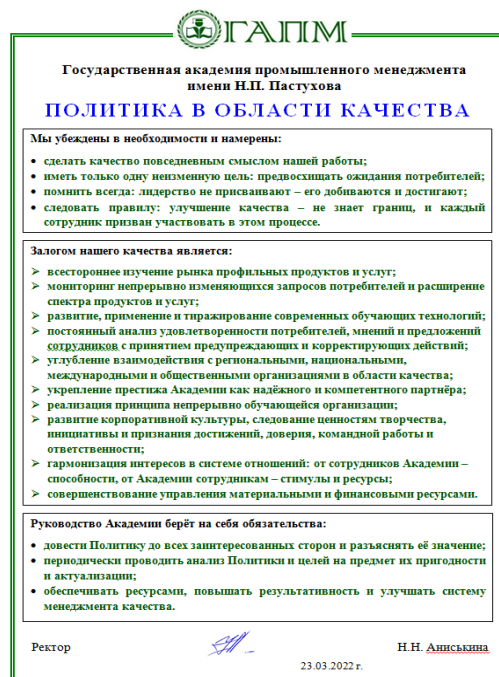 ГАПМ
Государственная академия промышленного менеджмента
имени Н.П. Пастухова
ПОЛИТИКА В ОБЛАСТИ КАЧЕСТВА
Мы убеждены в необходимости и намерены:
• сделать качество повседневным смыслом нашей работы;
• иметь только одну неизменную цель: предвосхищать ожидания потребителей;
• помнить всегда: лидерство не присваивают – его добиваются и достигают;
• следовать правилу: улучшение качества – не знает границ, и каждый
сотрудник призван участвовать в этом процессе.
Залогом нашего качества является:
➢ всестороннее изучение рынка профильных продуктов и услуг;
➢ мониторинг непрерывно изменяющихся запросов потребителей и расширение
спектра продуктов и услуг;
➢ развитие, применение и тиражирование современных обучающих технологий;
➢ постоянный анализ удовлетворенности потребителей, мнений и предложений
сотрудников с принятием предупреждающих и корректирующих действий;
➢ углубление взаимодействия с региональными, национальными,
международными и общественными организациями в области качества;
➢ укрепление престижа Академии как надёжного и компетентного партнёра;
➢ реализация принципа непрерывно обучающейся организации;
➢ развитие корпоративной культуры, следование ценностям творчества,
инициативы и признания достижений, доверия, командной работы и
ответственности;
➢ гармонизация интересов в системе отношений: от сотрудников Академии –
способности, от Академии сотрудникам – стимулы и ресурсы;
➢ совершенствование управления материальными и финансовыми ресурсами.
Руководство Академии берёт на себя обязательства:
• довести Политику до всех заинтересованных сторон и разъяснять её значение;
• периодически проводить анализ Политики и целей на предмет их пригодности
и актуализации;
• обеспечивать ресурсами, повышать результативность и улучшать систему
менеджмента качества.
Ректор Н.Н. Аниськина
23.03.2022 г.